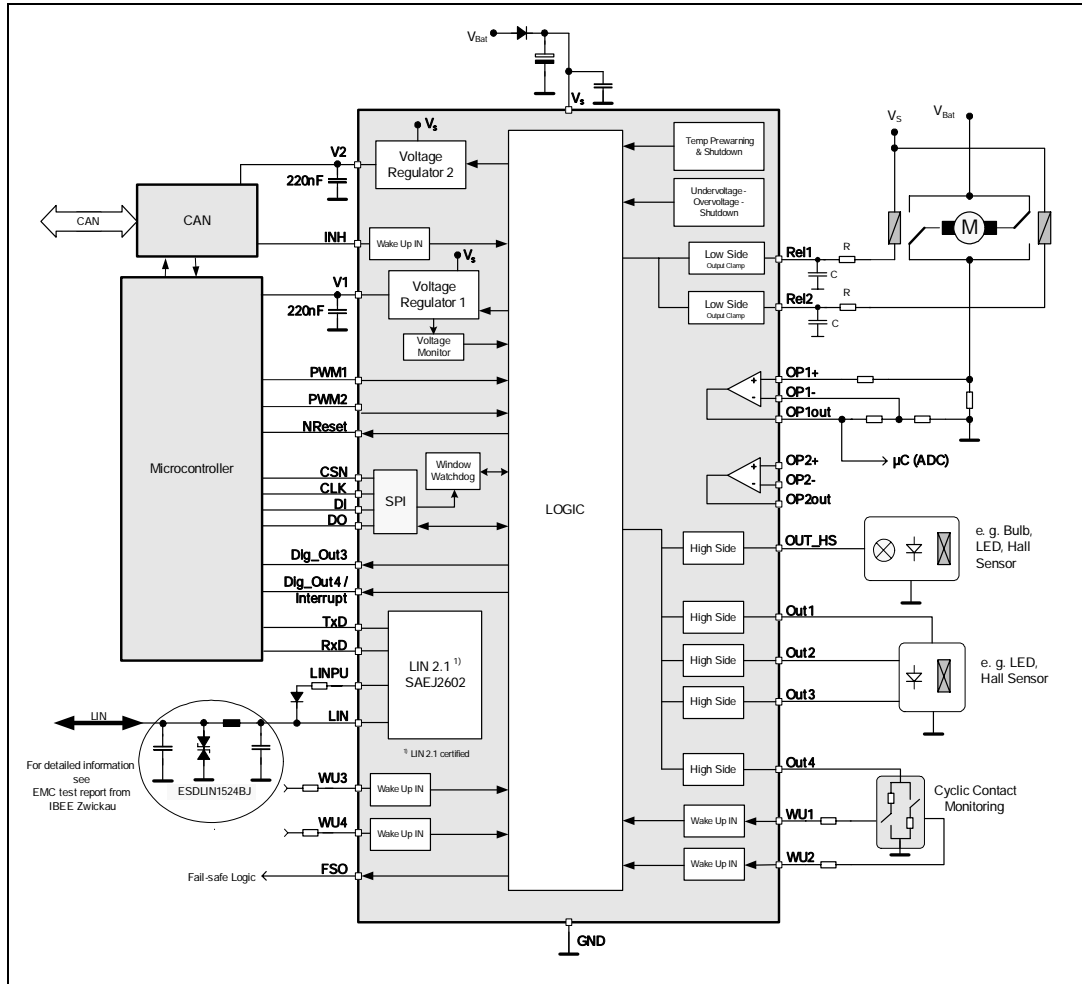 VBat
Vs
Vs
V2
220nF
Voltage
Regulator 2
CAN
CAN
INH
Wake Up IN
Vs
V1
220nF
Voltage
Regulator 1
Voltage
Monitor
Microcontroller
PWM1
PWM2
NReset
CSN
CLK
DI
DO
SPI
Window
Watchdog
Dig_Out3
Dig_Out4 /
Interrupt
TxD
RxD
LINPU
LIN
LIN 2.1 1)
SAEJ2602
1) LIN 2.1 certified
LIN
For detailed information
see
EMC test report from
IBEE Zwickau
ESDLIN1524BJ
WU3
Wake Up IN
WU4
Wake Up IN
Fail-safe Logic
FSO
LOGIC
GND
Temp Prewarning
& Shutdown
Undervoltage -
Overvoltage -
Shutdown
Low Side
Output Clamp
Rel1
R
C
Low Side
Output Clamp
Rel2
R
C
VS
VBat
M
+
-
OP1+
OP1-
OP1out
µC (ADC)
+
-
OP2+
OP2-
OP2out
High Side
OUT_HS
e. g. Bulb,
LED, Hall
Sensor
High Side
Out1
High Side
Out2
High Side
Out3
e. g. LED,
Hall Sensor
High Side
Out4
Cyclic Contact
Monitoring
Wake Up IN
WU1
Wake Up IN
WU2